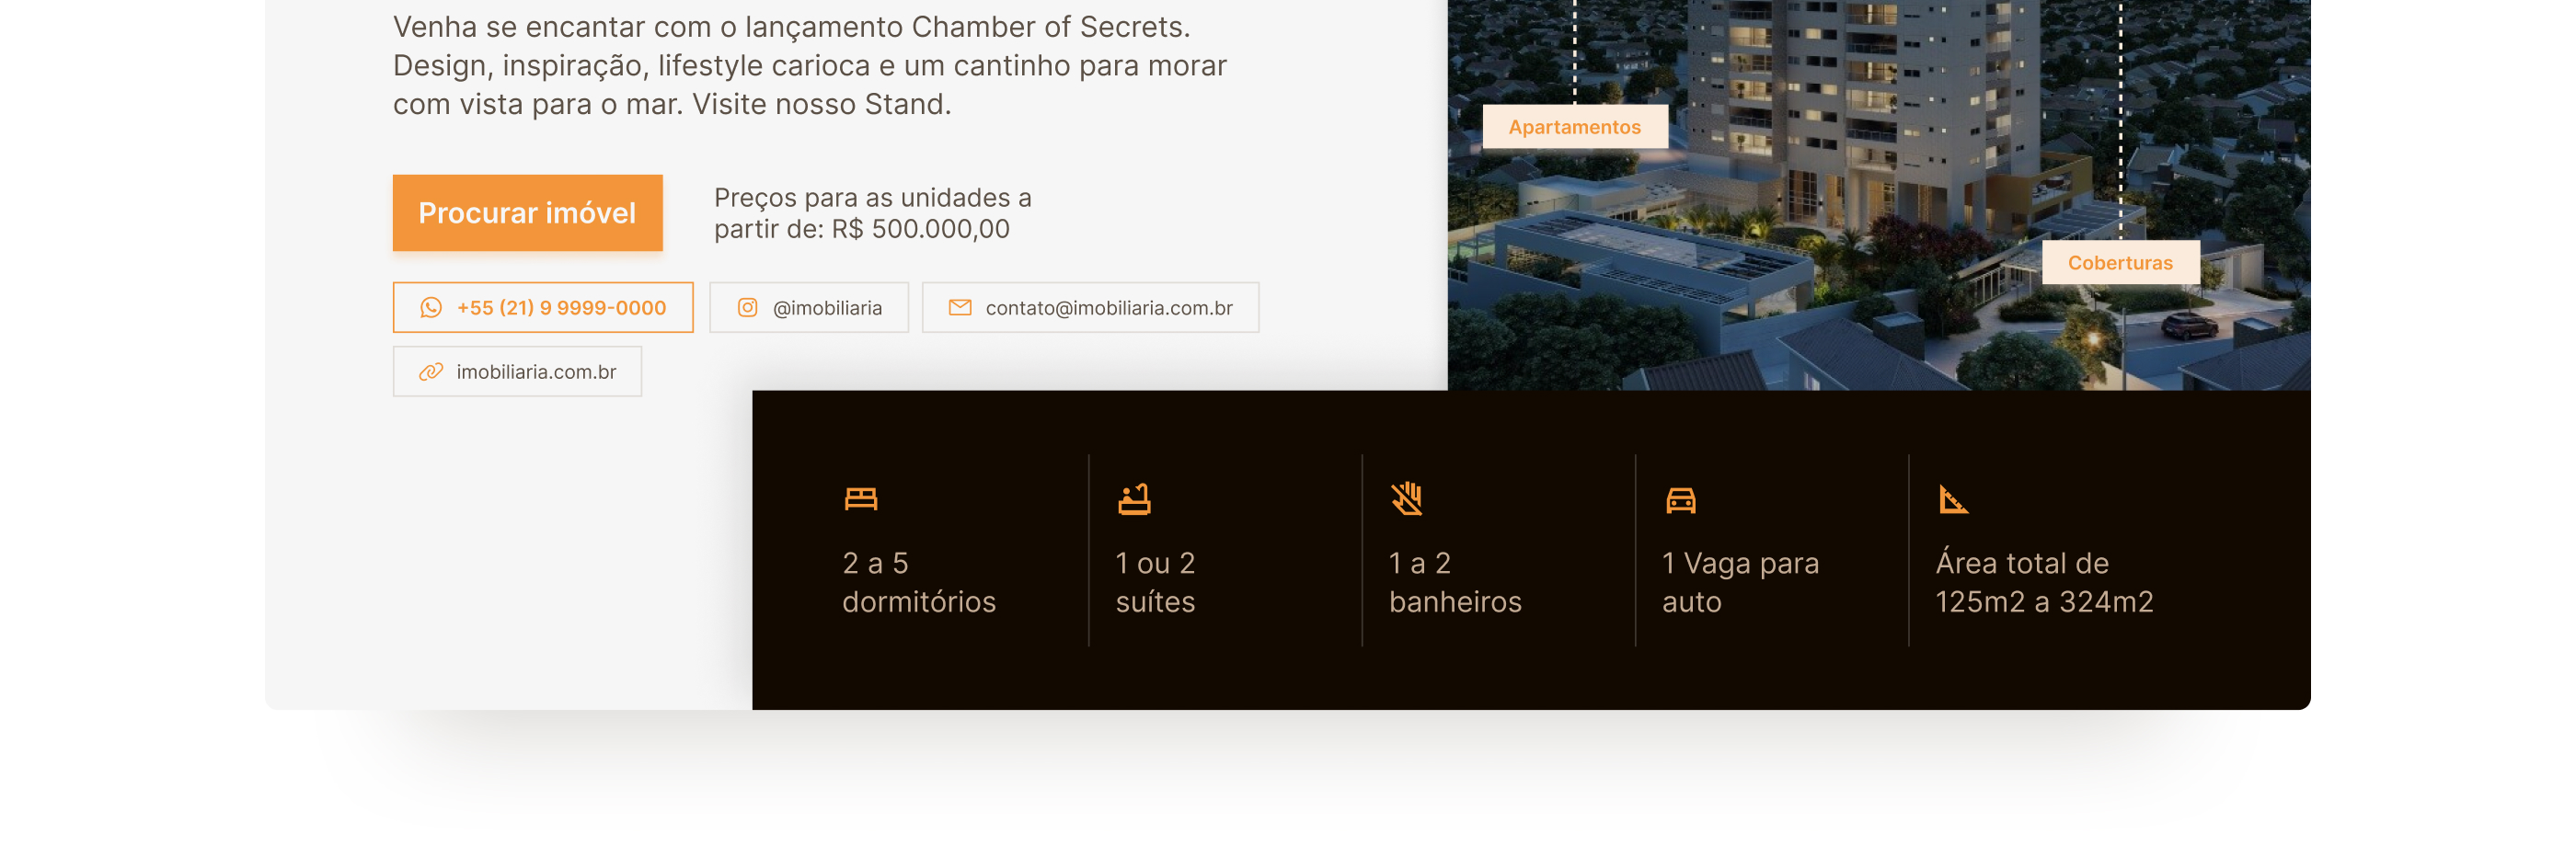 Venha se encantar com o lançamento Chamber of Secrets.
Design, inspiração, lifestyle carioca e um cantinho para morar
com vista para o mar. Visite nosso Stand.
Procurar imóvel
Preços para as unidades a
partir de: R$ 500.000,00
+55 (21) 9 9999-0000
@imobiliaria
contato@imobiliaria.com.br
imobiliaria.com.br
Apartamentos
Coberturas
2 a 5
dormitórios
1 ou 2
suítes
1 a 2
banheiros
1 Vaga para
auto
Área total de
125m2 a 324m2